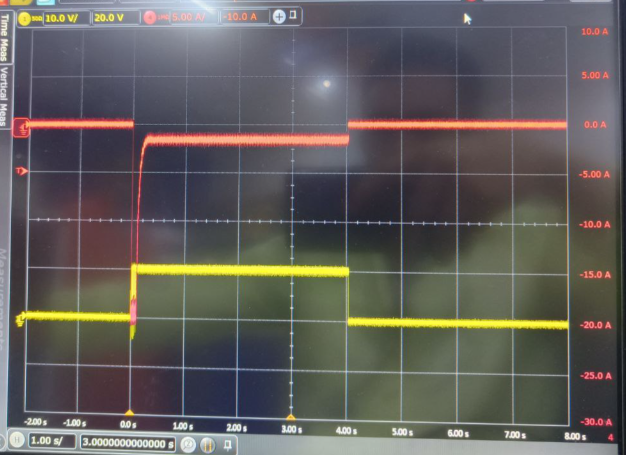 10.0 V/ 20.0 V 5.00 A/ -10.0 A
Time Meas
Vertical Meas
10.0 A
5.00 A
0.0 A
-5.00 A
-10.0 A
-15.0 A
-20.0 A
-25.0 A
-30.0 A
T
-2.00 s -1.00 s 0.0 s 1.00 s 2.00 s 3.00 s 4.00 s 5.00 s 6.00 s 7.00 s 8.00 s 4
H 1.00 s/ 3.0000000000000 s